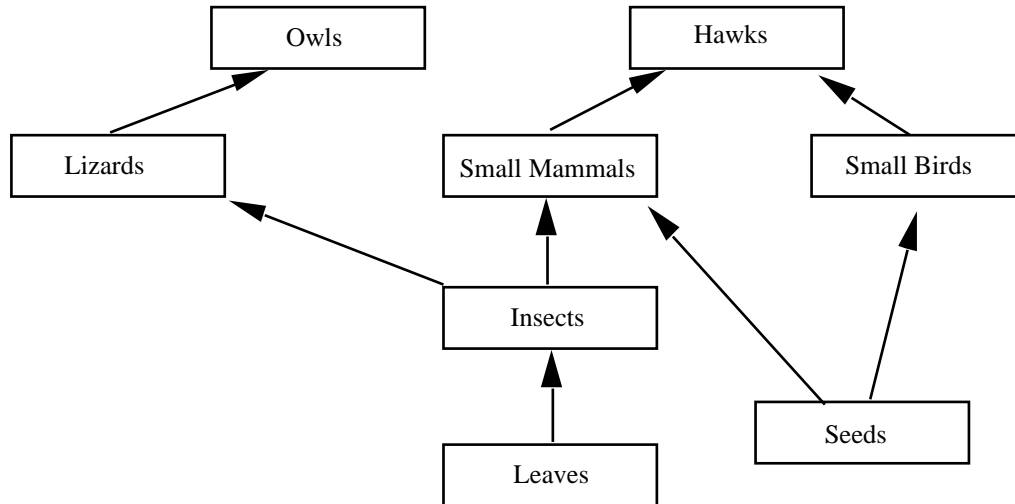 Owls
Hawks
Lizards
Small Mammals
Small Birds
Insects
Seeds
Leaves